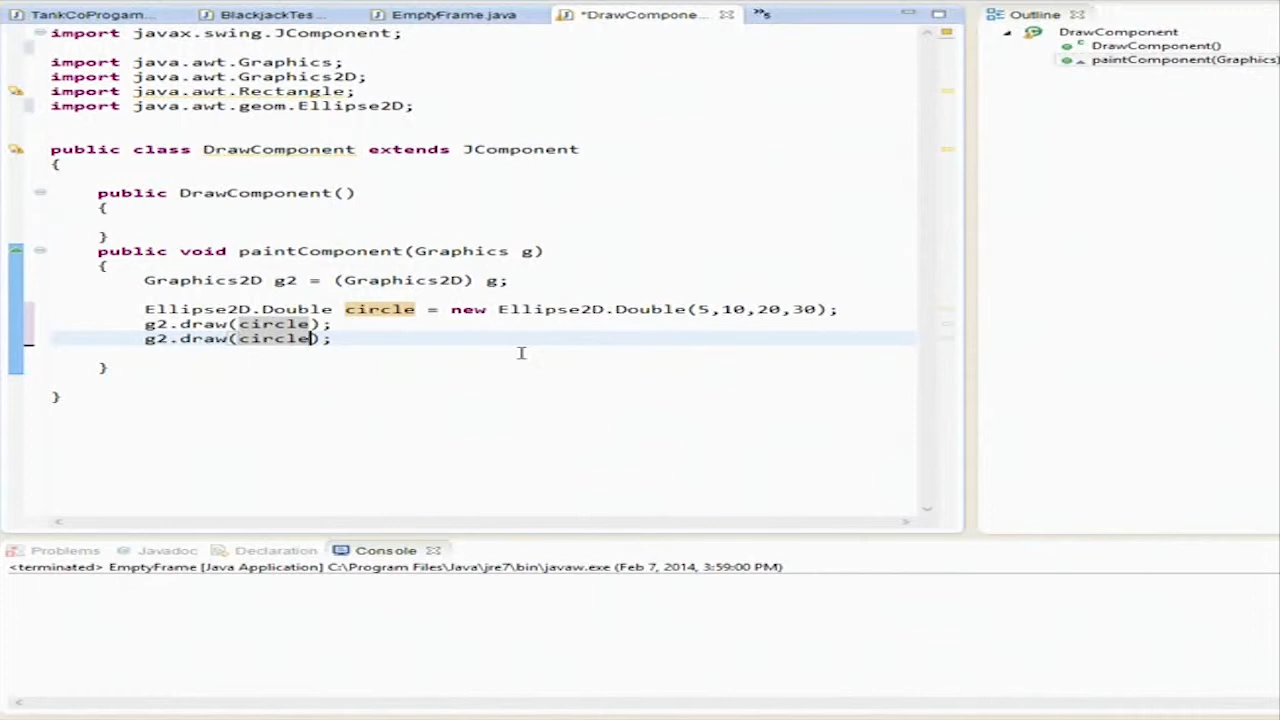 TankCoProgam... BlackjackTes... EmptyFrame.java *DrawCompone... »5 Outline
import javax.swing.JComponent;
import java.awt.Graphics;
import java.awt.Graphics2D;
import java.awt.Rectangle;
import java.awt.geom.Ellipse2D;
public class DrawComponent extends JComponent
{
public DrawComponent()
{
}
public void paintComponent(Graphics g)
{
Graphics2D g2 = (Graphics2D) g;
Ellipse2D.Double circle = new Ellipse2D.Double(5,10,20,30);
g2.draw(circle);
g2.draw(circle);
}
}
DrawComponent
DrawComponent()
paintComponent(Graphics)
Problems Javadoc Declaration Console
<terminated> EmptyFrame [Java Application] C:\Program Files\Java\jre7\bin\javaw.exe (Feb 7, 2014, 3:59:00 PM)